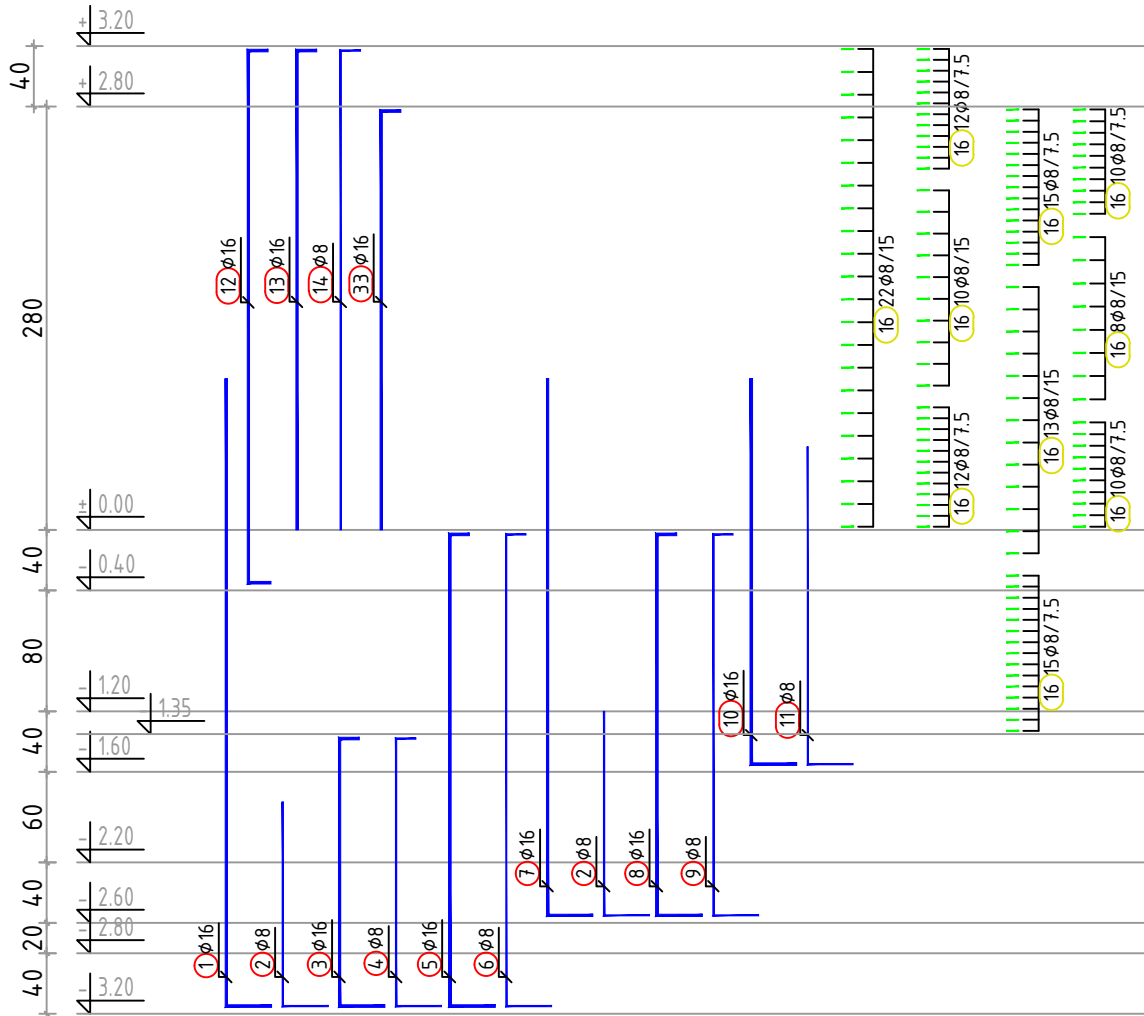 + 3.20
40
+ 2.80
280
± 0.00
40
- 0.40
80
- 1.20
1.35
40
- 1.60
60
- 2.20
40
- 2.60
20
- 2.80
40
- 3.20
12 φ16
13 φ16
14 φ8
33 φ16
1 φ16
2 φ8
3 φ16
4 φ8
5 φ16
6 φ8
7 φ16
2 φ8
8 φ16
9 φ8
10 φ16
11 φ8
16 22φ8/15
16 12φ8/7.5
16 10φ8/15
16 12φ8/7.5
16 15φ8/7.5
16 13φ8/15
16 15φ8/7.5
16 10φ8/7.5
16 8φ8/15
16 10φ8/7.5